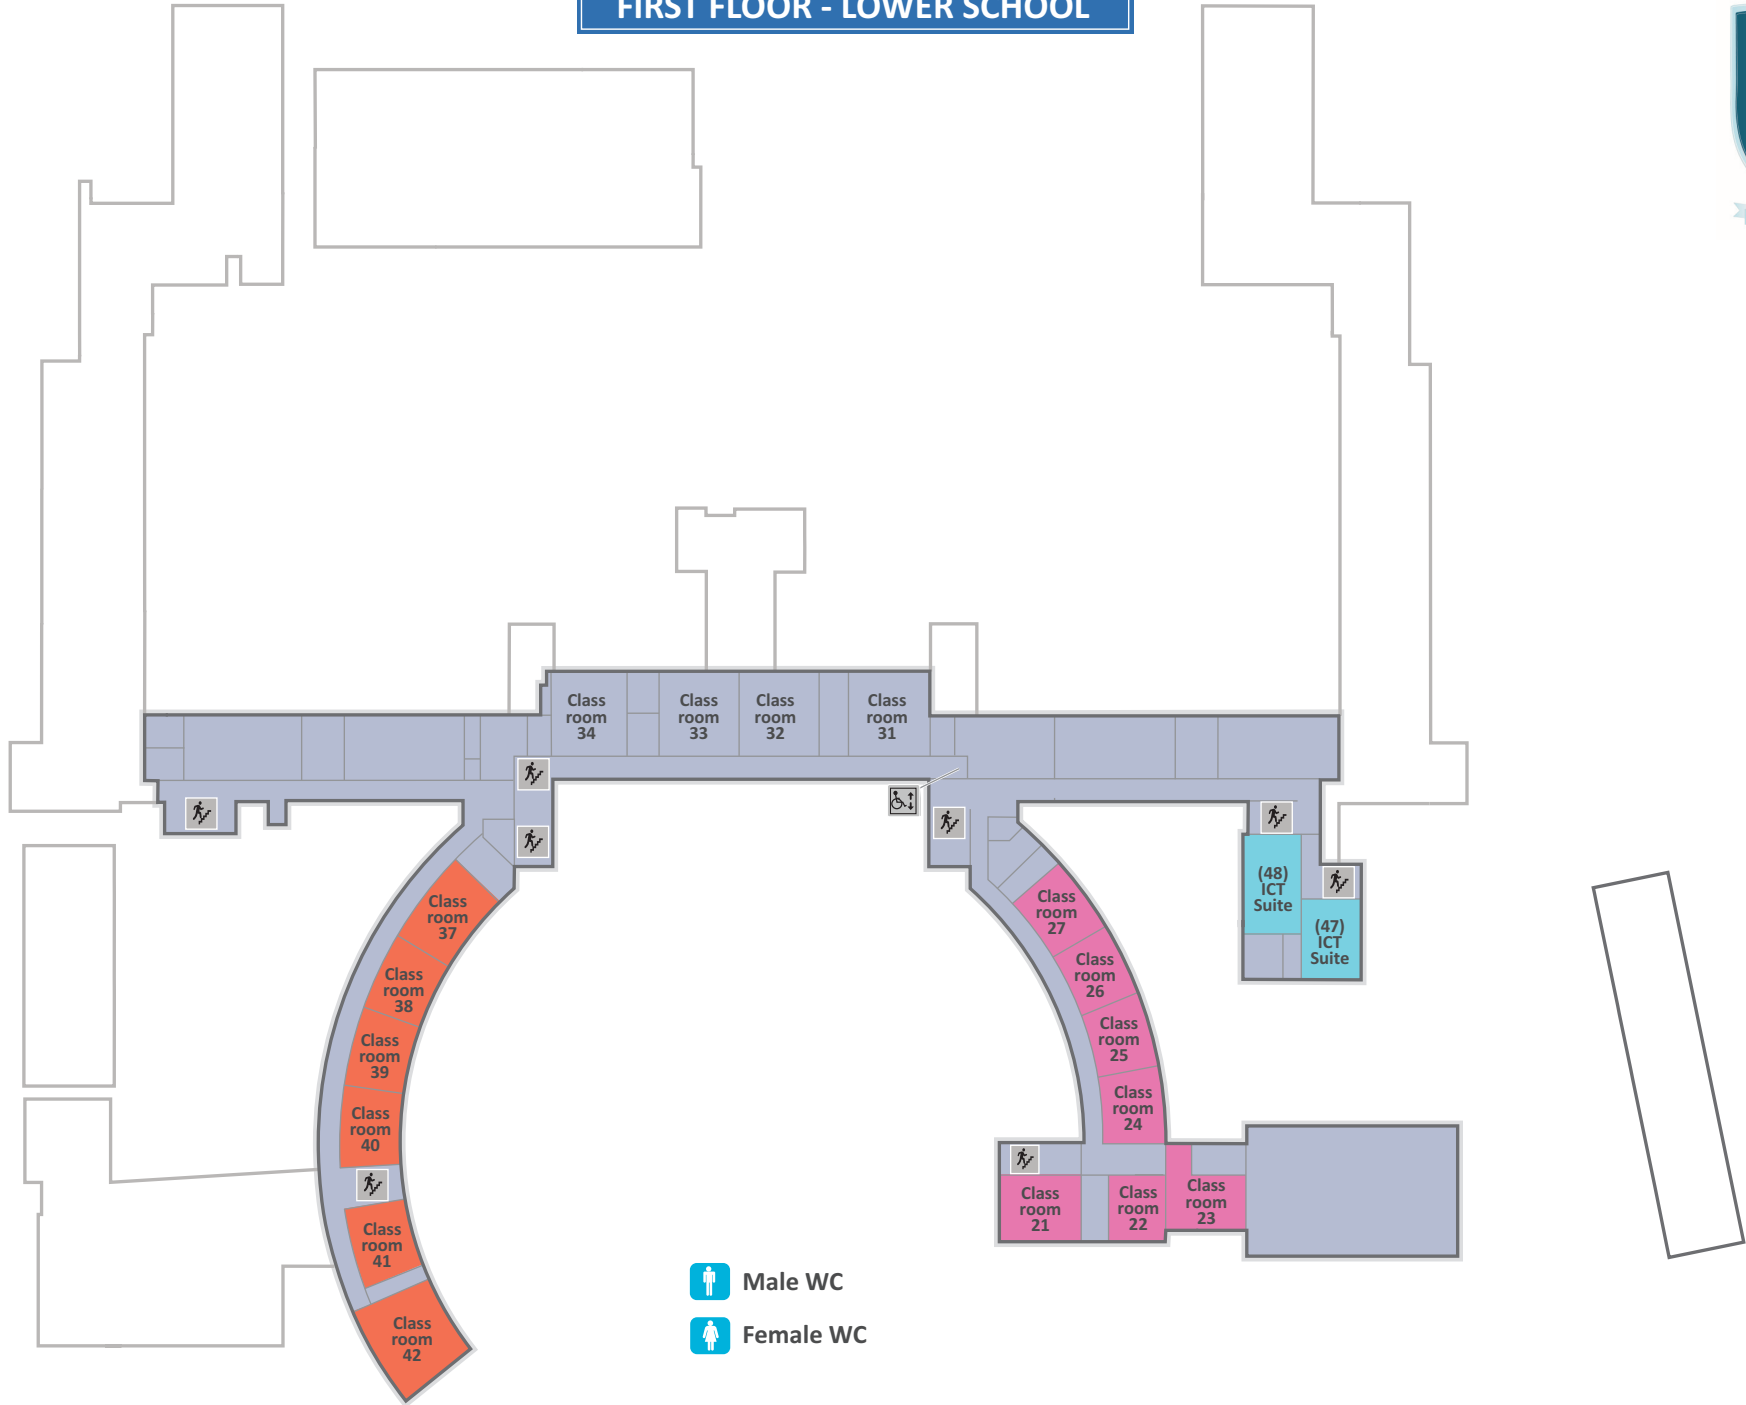 FIRST FLOOR - LOWER SCHOOL
Class
room
34
Class
room
33
Class
room
32
Class
room
31
Class
room
37
Class
room
38
Class
room
39
Class
room
40
Class
room
41
Class
room
42
Class
room
27
Class
room
26
Class
room
25
Class
room
24
Class
room
21
Class
room
22
Class
room
23
(48)
ICT
Suite
(47)
ICT
Suite
Male WC
Female WC